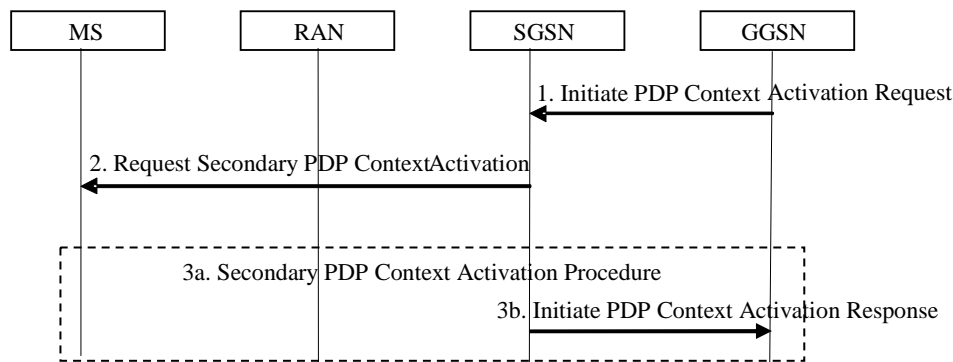 MS
RAN
SGSN
GGSN
1. Initiate PDP Context Activation Request
2. Request Secondary PDP ContextActivation
3a. Secondary PDP Context Activation Procedure
3b. Initiate PDP Context Activation Response